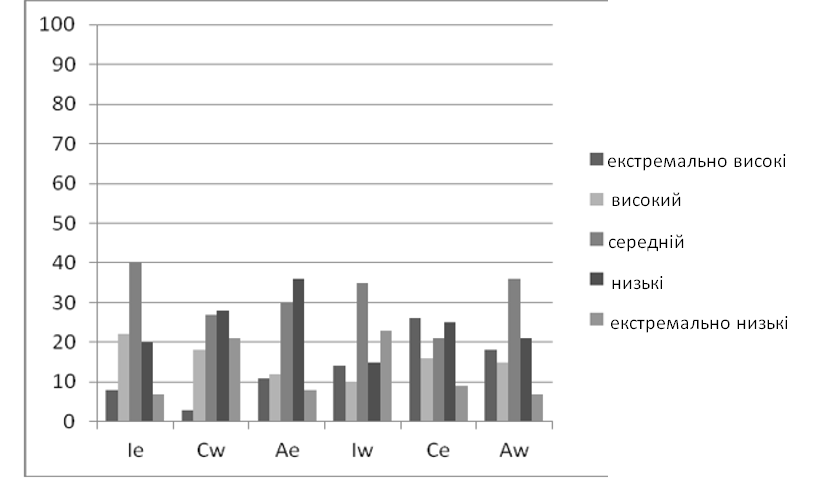 100
90
80
70
60
50
40
30
20
10
0
Ie Cw Ae Iw Ce Aw
екстремально високі
високий
середній
низькі
екстремально низькі